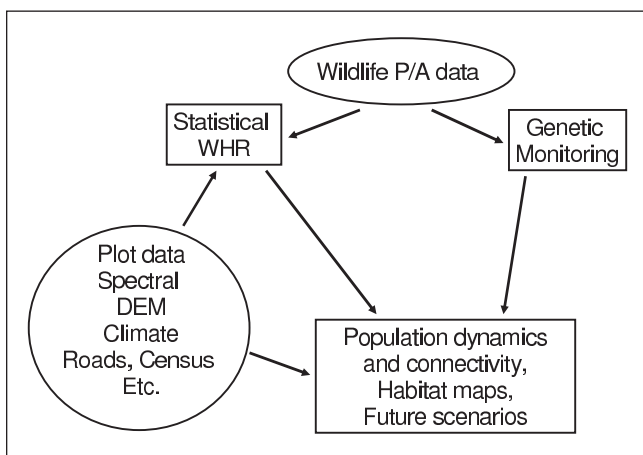 Wildlife P/A data
Statistical
WHR
Genetic
Monitoring
Plot data
Spectral
DEM
Climate
Roads, Census
Etc.
Population dynamics
and connectivity,
Habitat maps,
Future scenarios